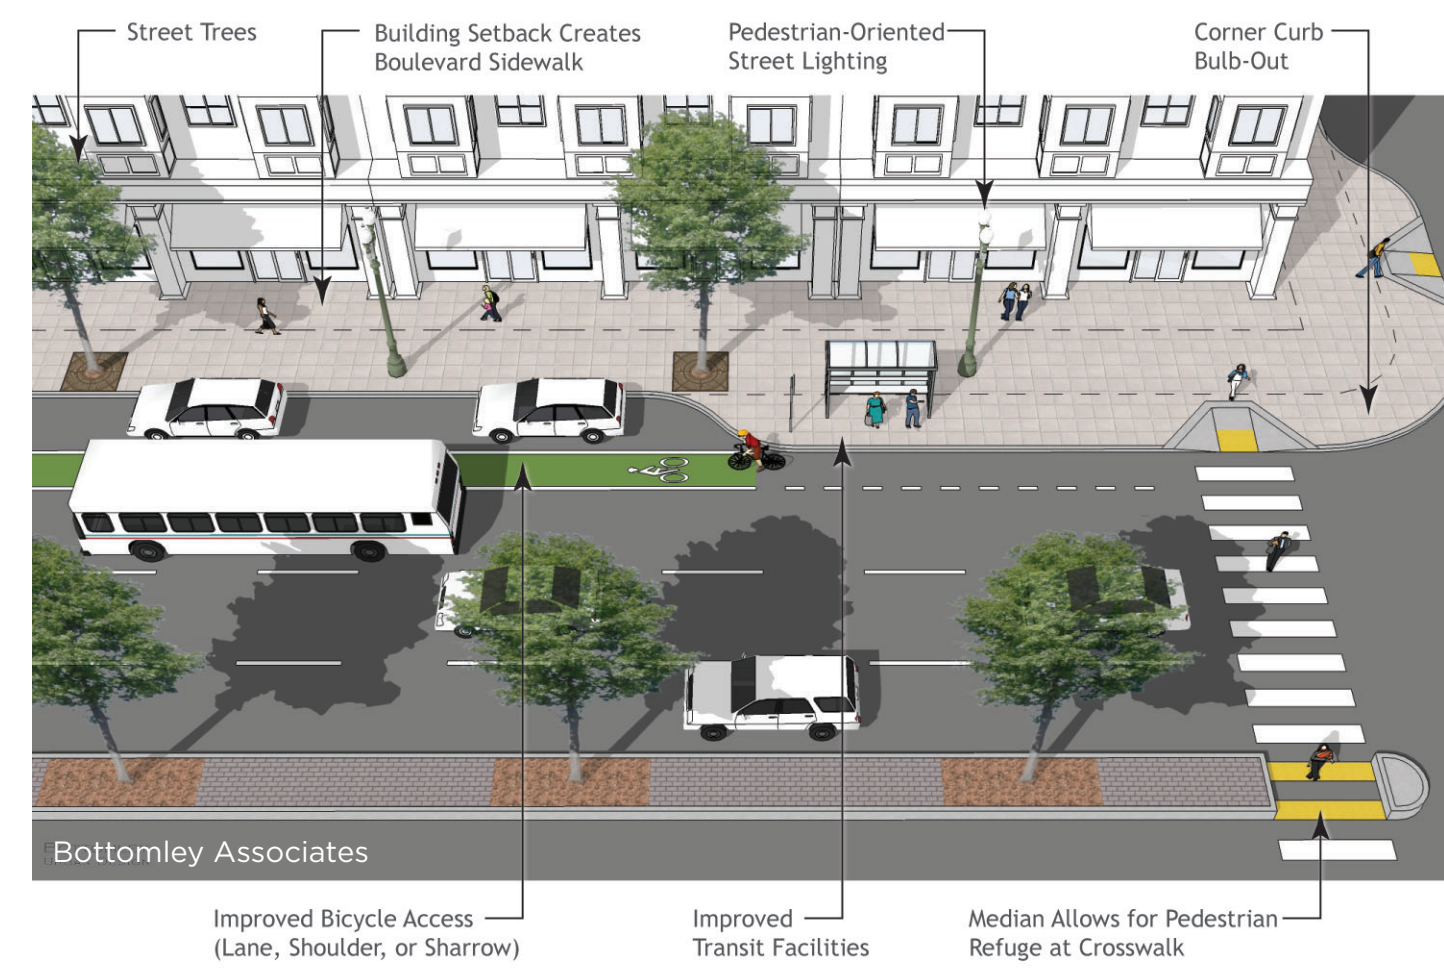 Street Trees
Building Setback Creates
Boulevard Sidewalk
Pedestrian-Oriented
Street Lighting
Corner Curb
Bulb-Out
Bottomley Associates
Improved Bicycle Access
(Lane, Shoulder, or Sharrow)
Improved
Transit Facilities
Median Allows for Pedestrian
Refuge at Crosswalk